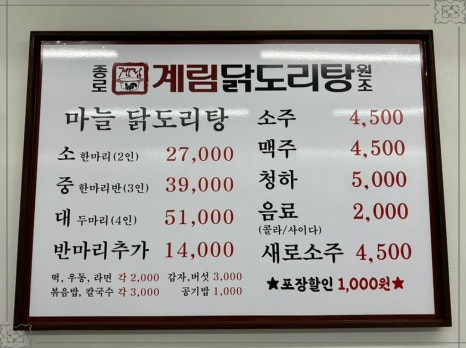 종로 계림 계림닭도리탕 원조
마늘 닭도리탕
소 한마리(2인) 27,000
중 한마리반(3인) 39,000
대 두마리(4인) 51,000
반마리추가 14,000
떡, 우동, 라면 각 2,000 감자,버섯 3,000
볶음밥, 칼국수 각 3,000 공기밥 1,000
소주 4,500
맥주 4,500
청하 5,000
음료 2,000
(콜라/사이다)
새로소주 4,500
★포장할인 1,000원★